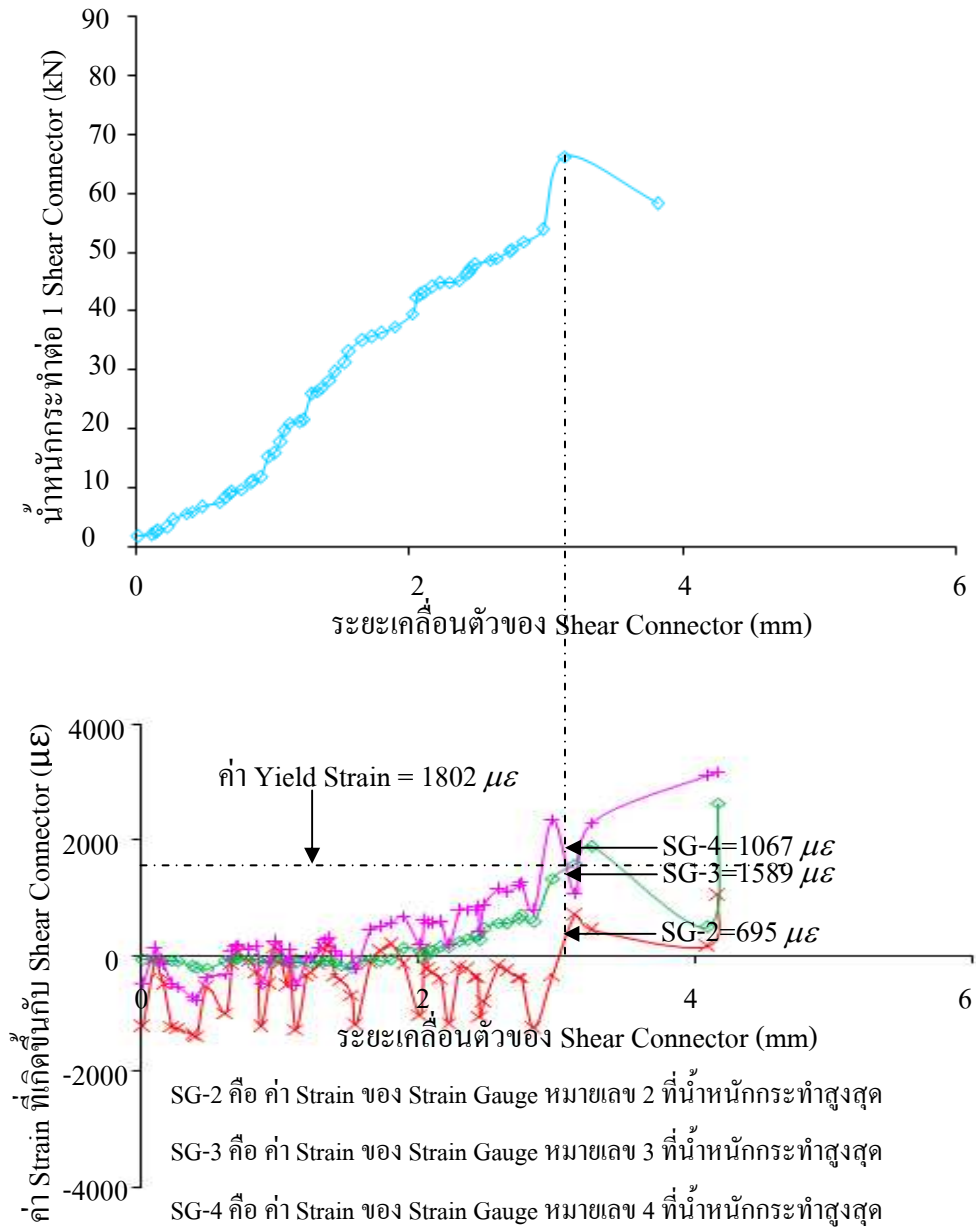 90
80
70
60
50
40
30
20
10
0
น้ำหนักกระทำต่อ 1 Shear Connector (kN)
0 2 4 6
ระยะเคลื่อนตัวของ Shear Connector (mm)
4000
2000
0
-2000
-4000
ค่า Strain ที่เกิดขึ้นกับ Shear Connector (με)
ค่า Yield Strain = 1802 με
SG-4=1067 με
SG-3=1589 με
SG-2=695 με
0 2 4 6
ระยะเคลื่อนตัวของ Shear Connector (mm)
SG-2 คือ ค่า Strain ของ Strain Gauge หมายเลข 2 ที่น้ำหนักกระทำสูงสุด
SG-3 คือ ค่า Strain ของ Strain Gauge หมายเลข 3 ที่น้ำหนักกระทำสูงสุด
SG-4 คือ ค่า Strain ของ Strain Gauge หมายเลข 4 ที่น้ำหนักกระทำสูงสุด